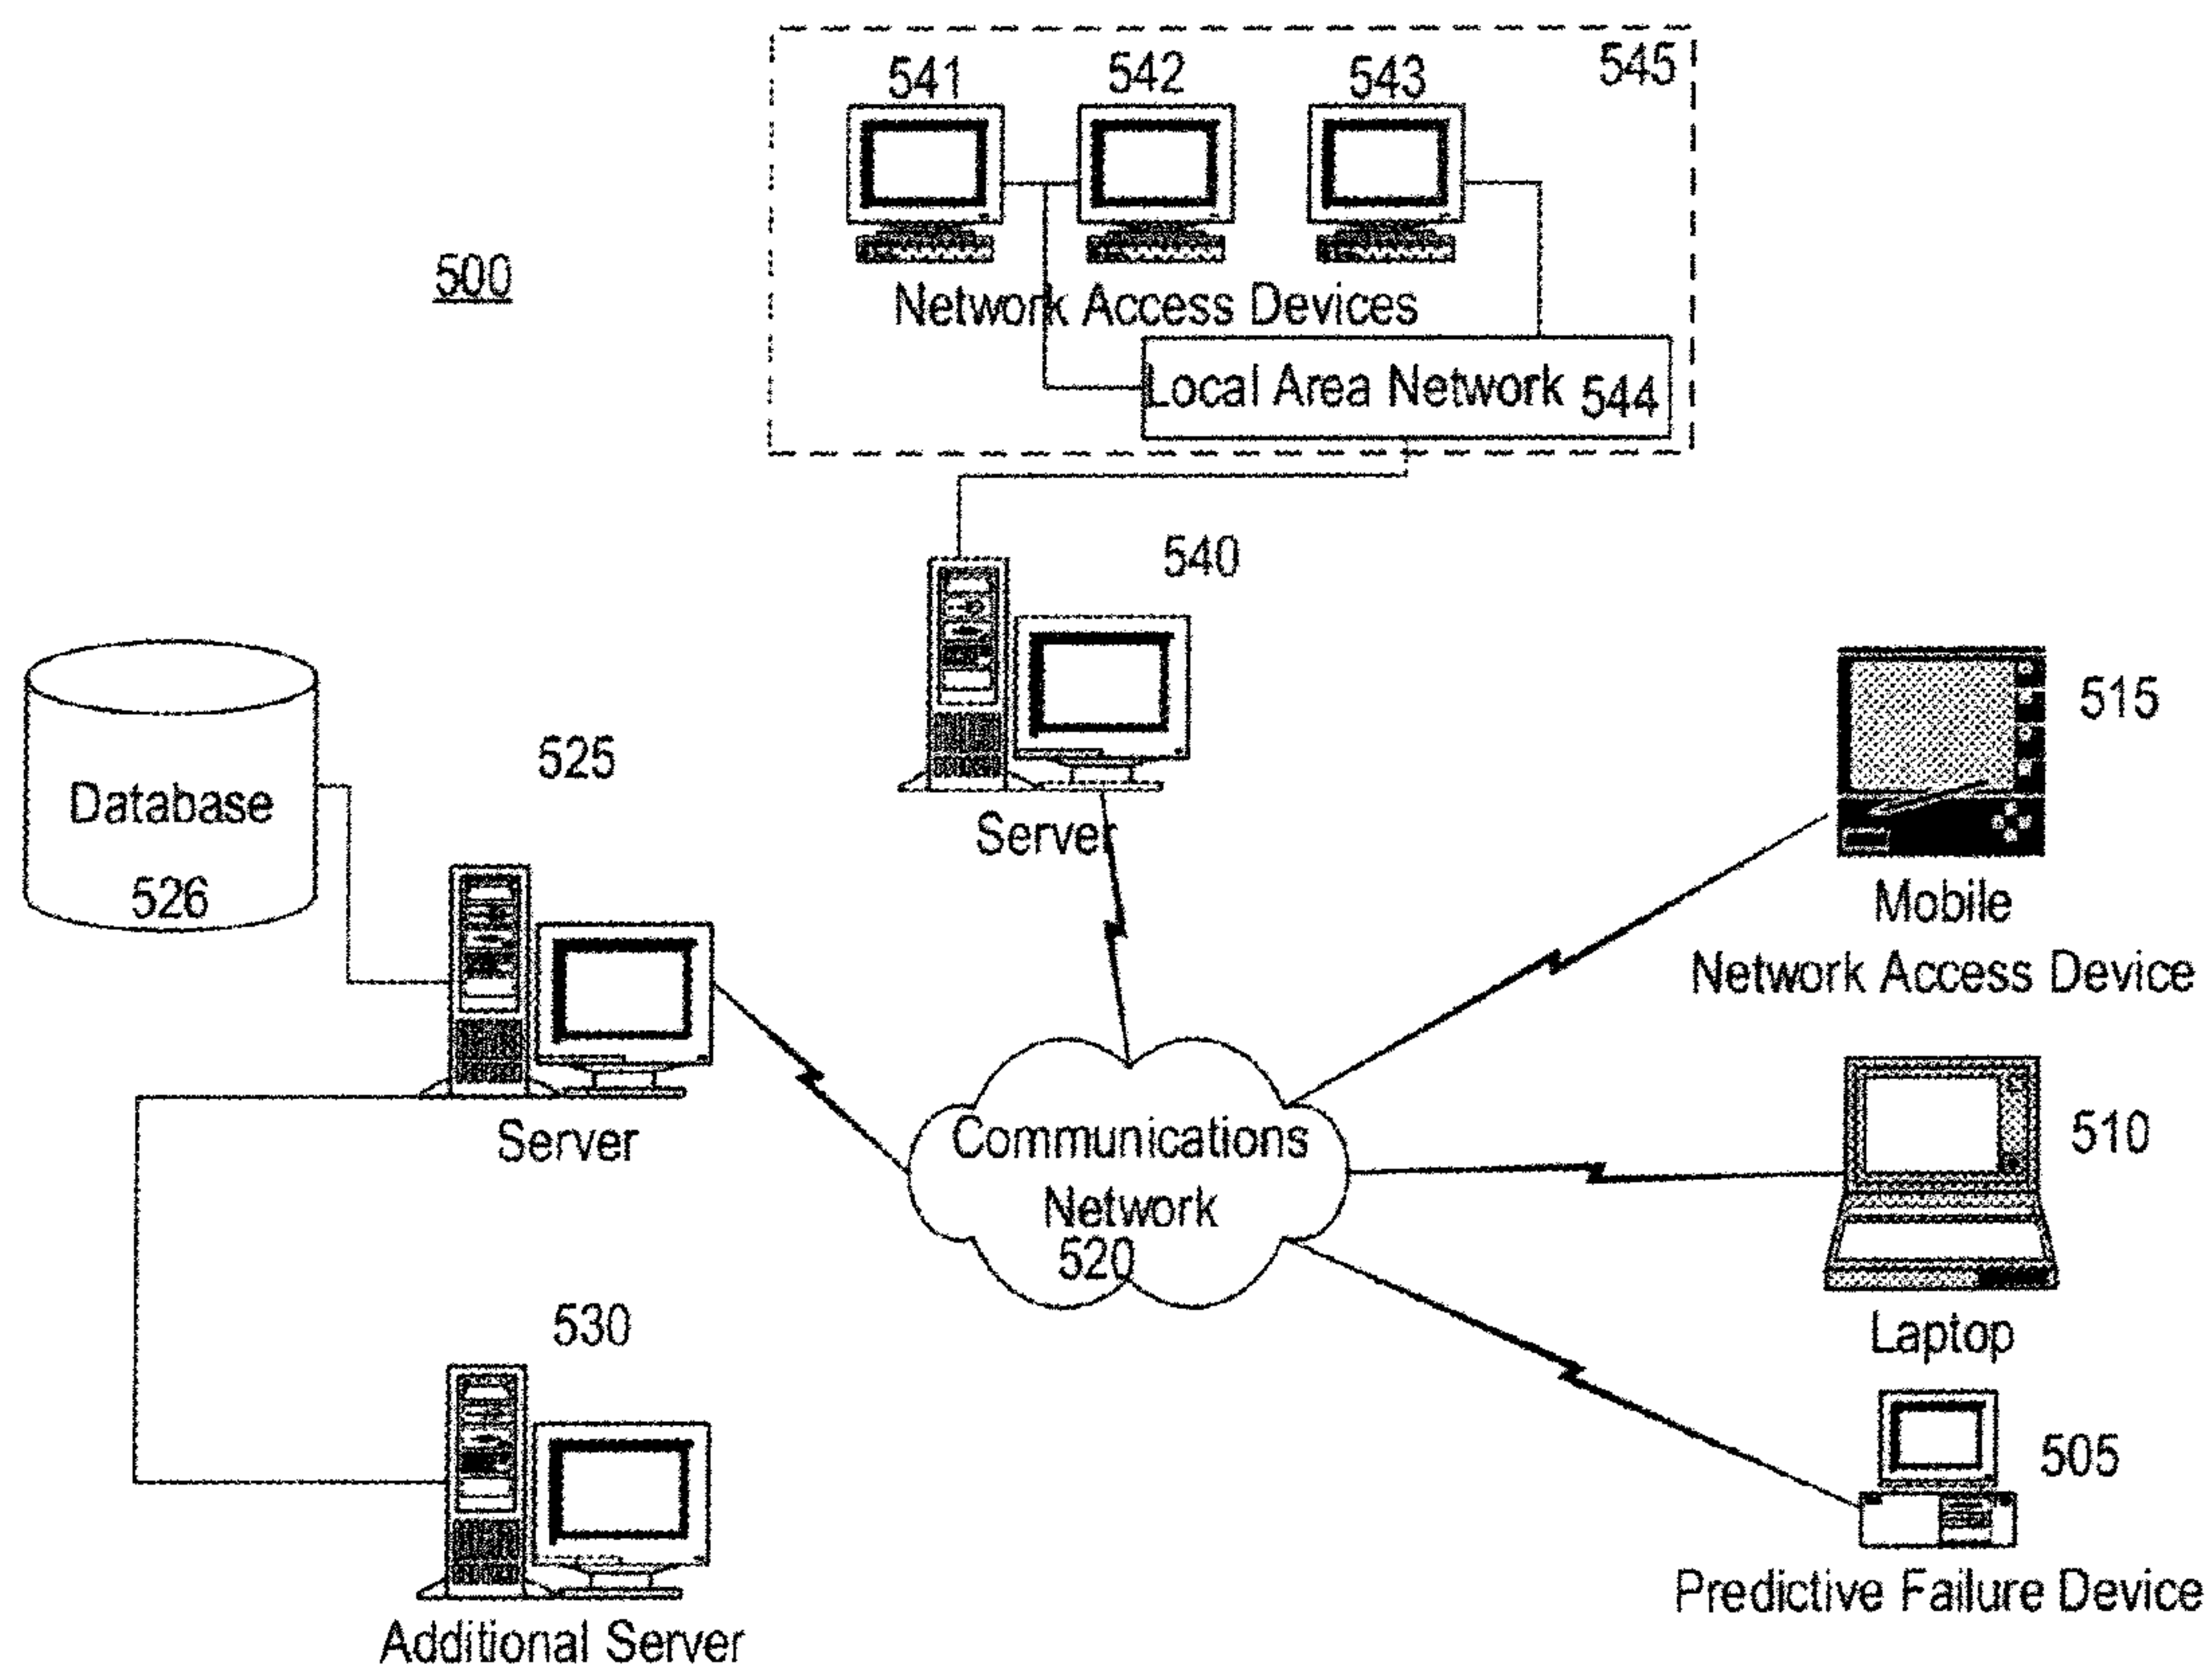 545
541
542
543
Network Access Devices
500
Local Area Network 544
540
Server
515
Mobile
Network Access Device
Database
526
525
Server
Communications
Network
520
510
Laptop
530
Additional Server
505
Predictive Failure Device